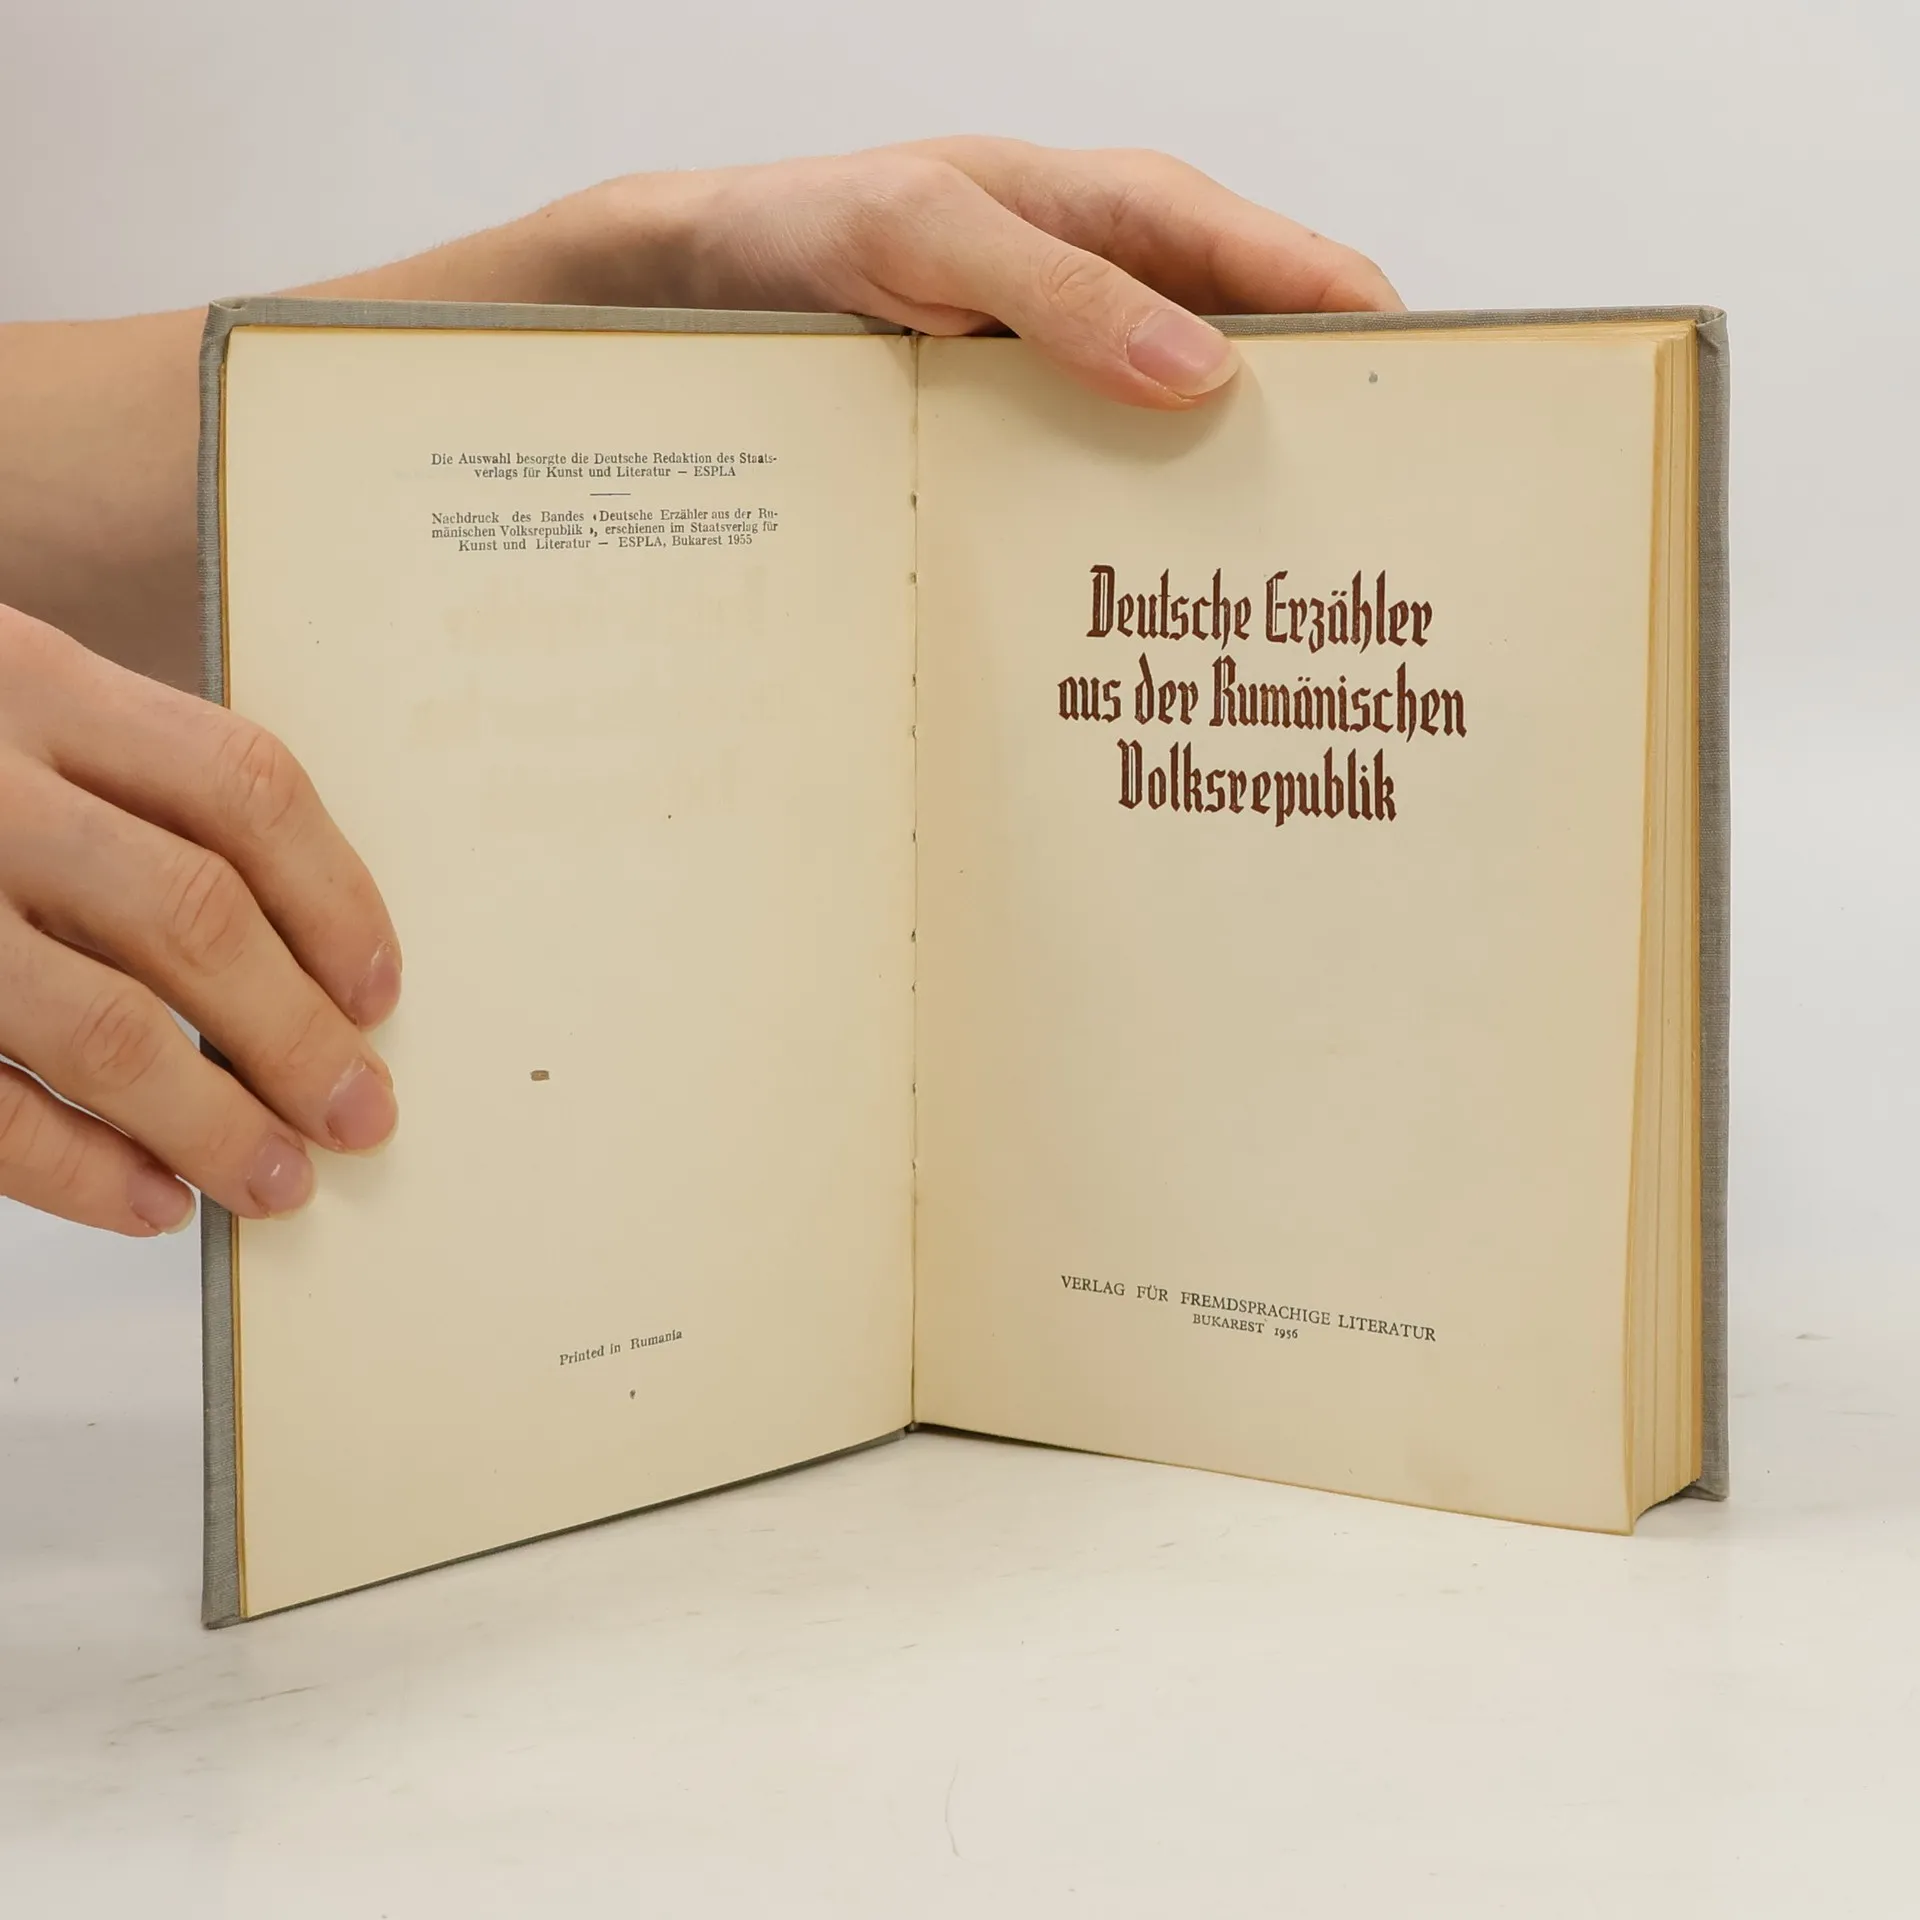 Die Auswahl besorgte die Deutsche Redaktion des Staats-
verlags für Kunst und Literatur — ESPLA
Nachdruck des Bandes ‹Deutsche Erzähler aus der Ru-
mänischen Volksrepublik ›, erschienen im Staatsverlag für
Kunst und Literatur — ESPLA, Bukarest 1955
Printed in Rumania
Deutsche Erzähler
aus der Rumänischen
Volksrepublik
VERLAG FÜR FREMDSPRACHIGE LITERATUR
BUKAREST 1956